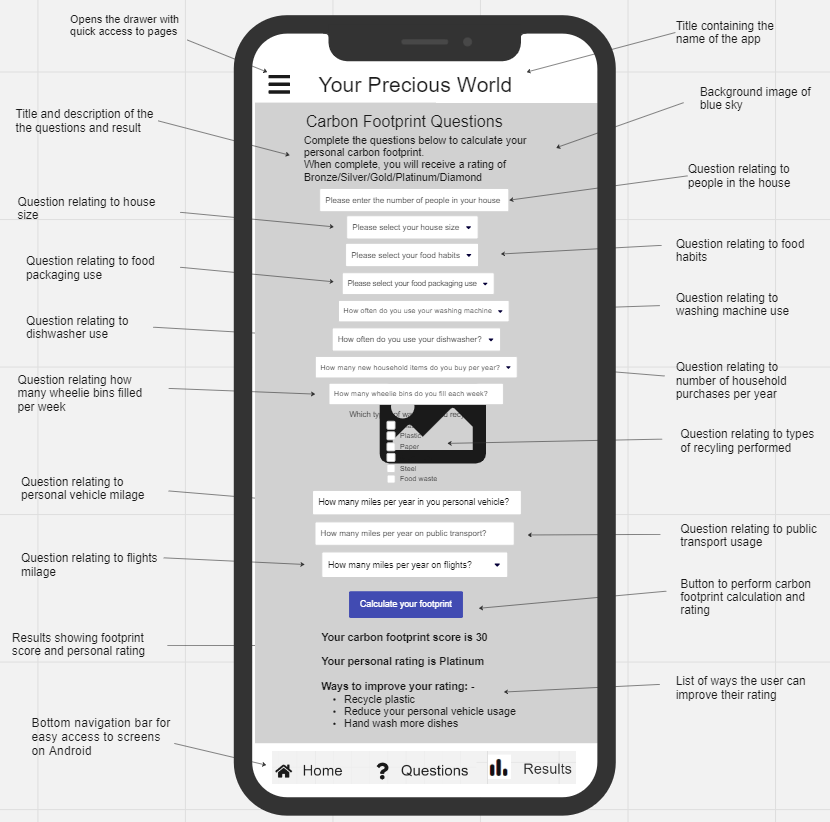 Opens the drawer with
quick access to pages
Title containing the
name of the app
Your Precious World
Background image of
blue sky
Title and description of the
the questions and result
Carbon Footprint Questions
Complete the questions below to calculate your
personal carbon footprint.
When complete, you will receive a rating of
Bronze/Silver/Gold/Platinum/Diamond
Question relating to
people in the house
Please enter the number of people in your house
Question relating to house
size
Please select your house size
Question relating to food
habits
Please select your food habits
Question relating to food
packaging use
Please select your food packaging use
Question relating to
washing machine use
How often do you use your washing machine
Question relating to
dishwasher use
How often do you use your dishwasher?
Question relating to
number of household
purchases per year
How many new household items do you buy per year?
Question relating how
many wheelie bins filled
per week
How many wheelie bins do you fill each week?
Which of
Question relating to types
of recyling performed
Plastic
Paper
Steel
Food waste
Question relating to
personal vehicle milage
How many miles per year in you personal vehicle?
Question relating to public
transport usage
How many miles per year on public transport?
Question relating to flights
milage
How many miles per year on flights?
Button to perform carbon
footprint calculation and
rating
Calculate your footprint
Results showing footprint
score and personal rating
Your carbon footprint score is 30
Your personal rating is Platinum
List of ways the user can
improve their rating
Ways to improve your rating: -
• Recycle plastic
• Reduce your personal vehicle usage
• Hand wash more dishes
Bottom navigation bar for
easy access to screens
on Android
Home
Questions
Results